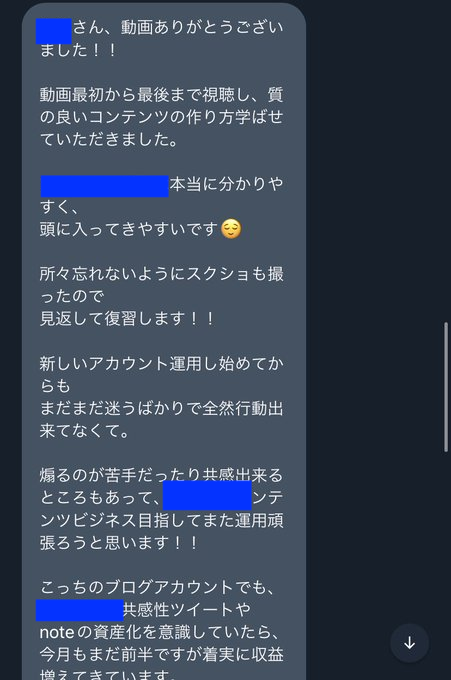 さん、動画ありがとうござい
ました！！
動画最初から最後まで視聴し、質
の良いコンテンツの作り方学ばせ
ていただきました。
本当に分かりや
すく、
頭に入ってきやすいです😌
所々忘れないようにスクショも撮
ったので
見返して復習します！！
新しいアカウント運用し始めてか
らも
まだまだ迷うばかりで全然行動出
来てなくて。
煽るのが苦手だったり共感出来る
ところもあって、ンテ
ンツビジネス目指してまた運用頑
張ろうと思います！！
こっちのブログアカウントでも、
共感性ツイートや
noteの資産化を意識していたら、
今月もまだ前半ですが着実に収益
増えてきています。